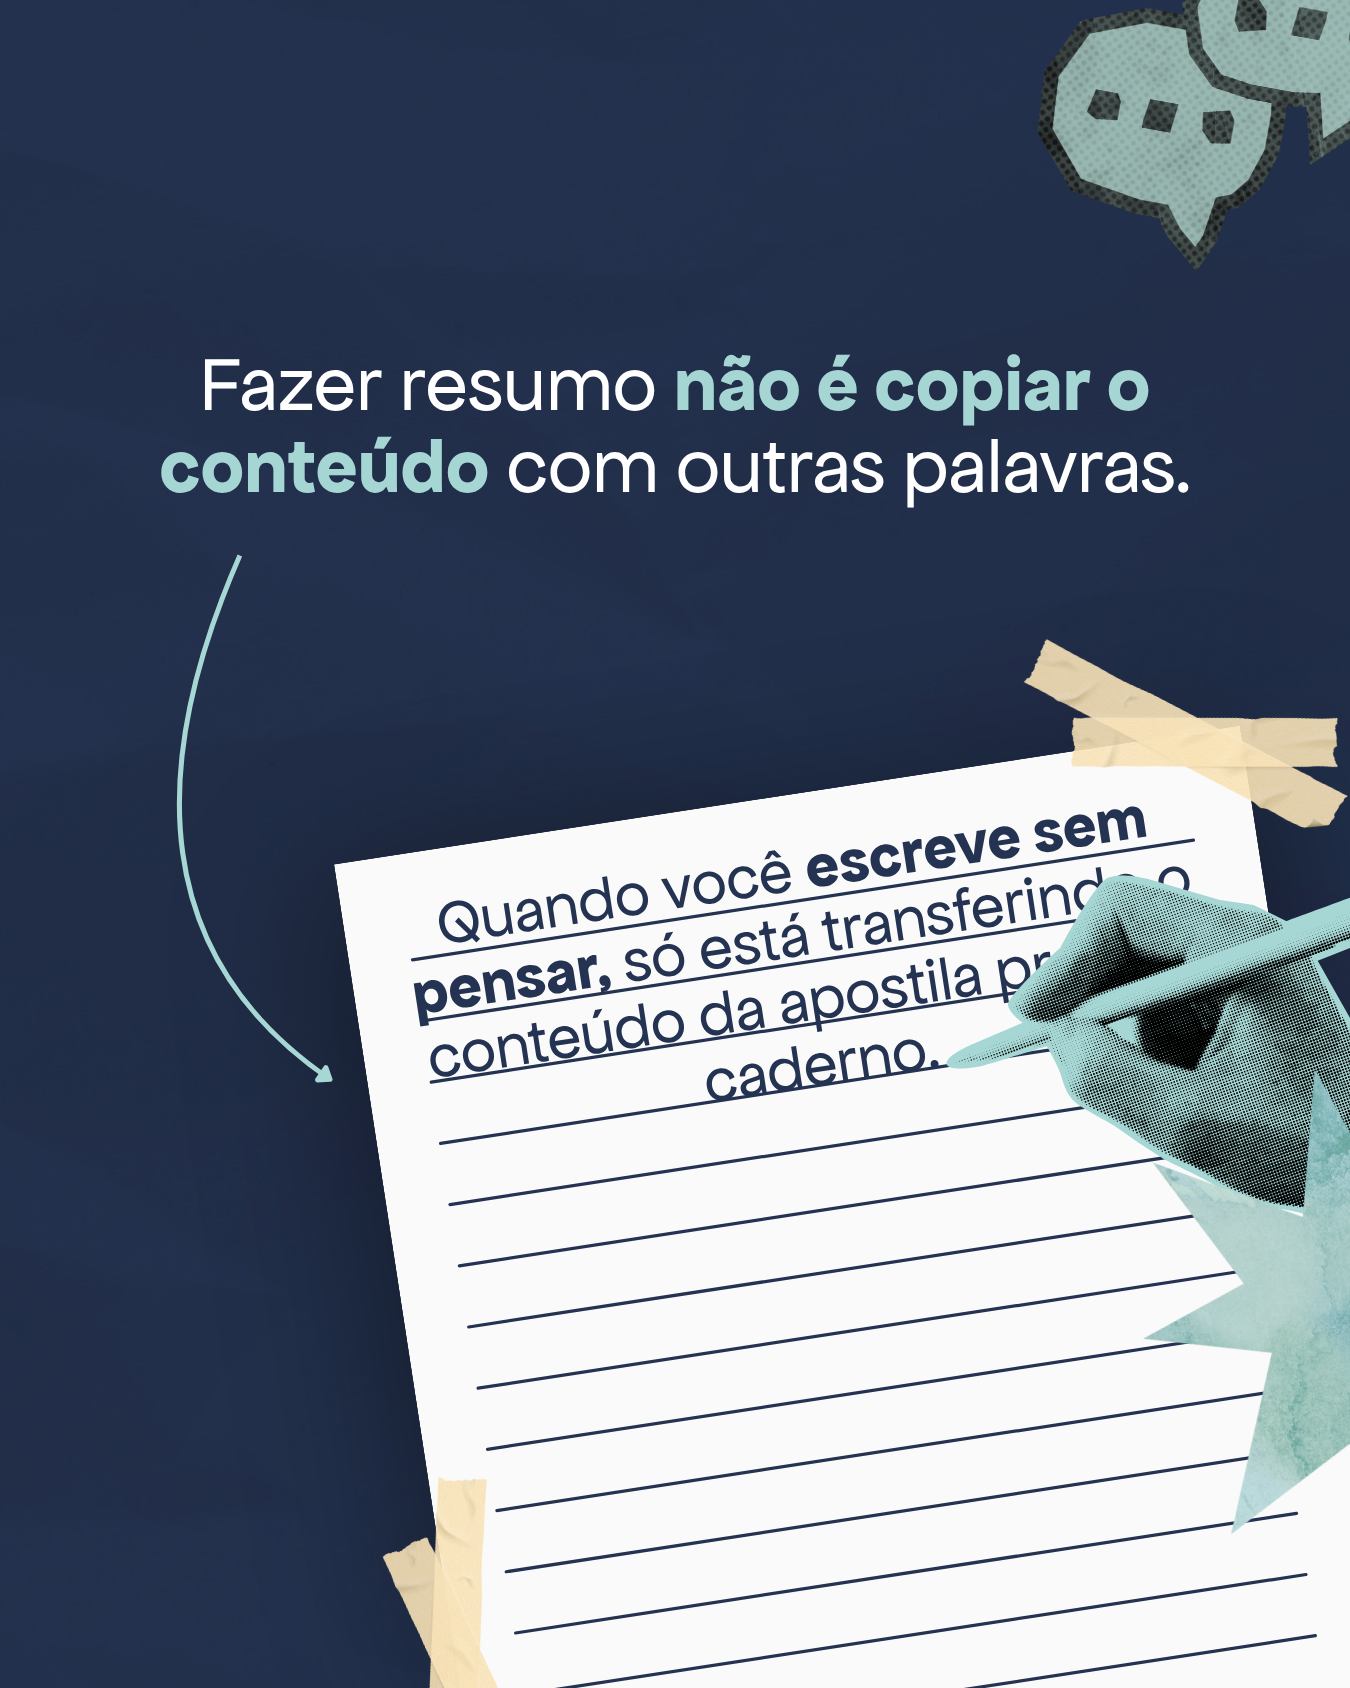 Fazer resumo não é copiar o
conteúdo com outras palavras.
Quando você escreve sem
pensar, só está transferindo o
conteúdo da apostila
caderno.